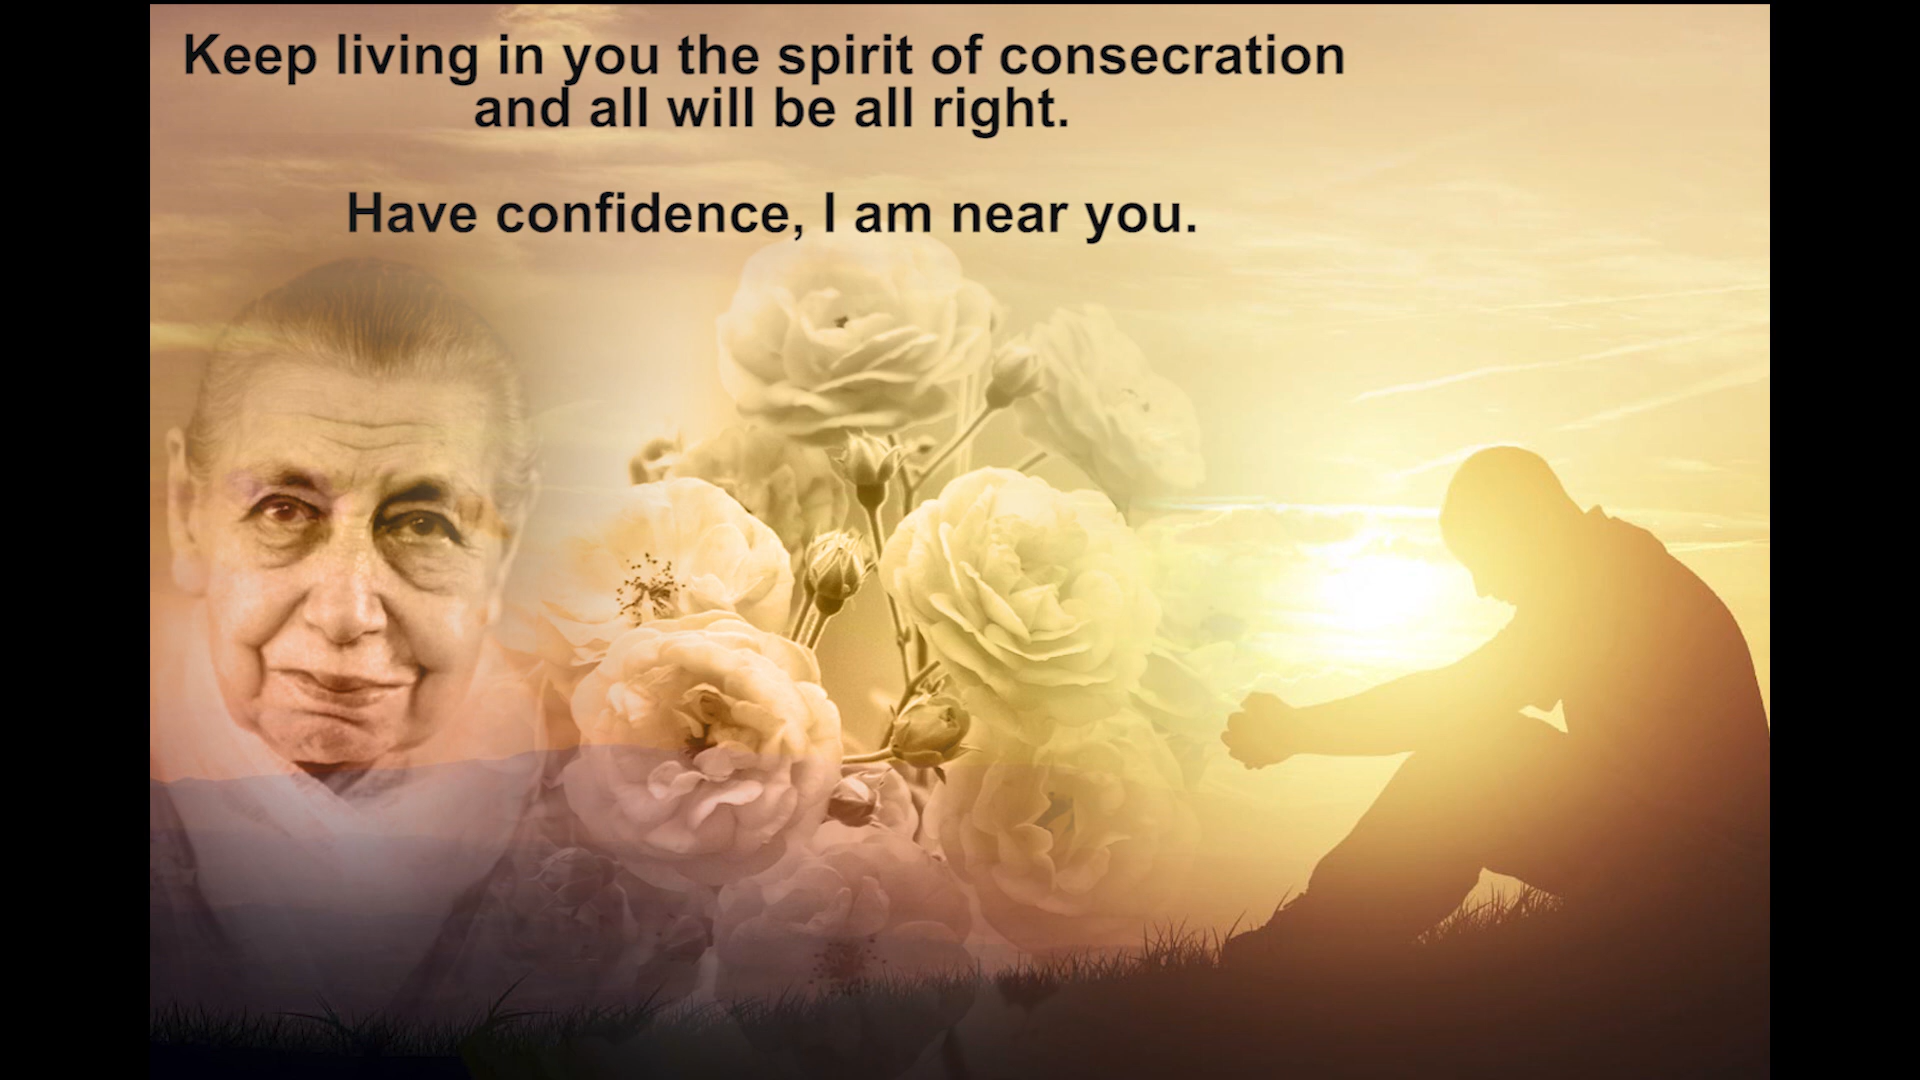 Keep living in you the spirit of consecration
and all will be all right.
Have confidence, I am near you.